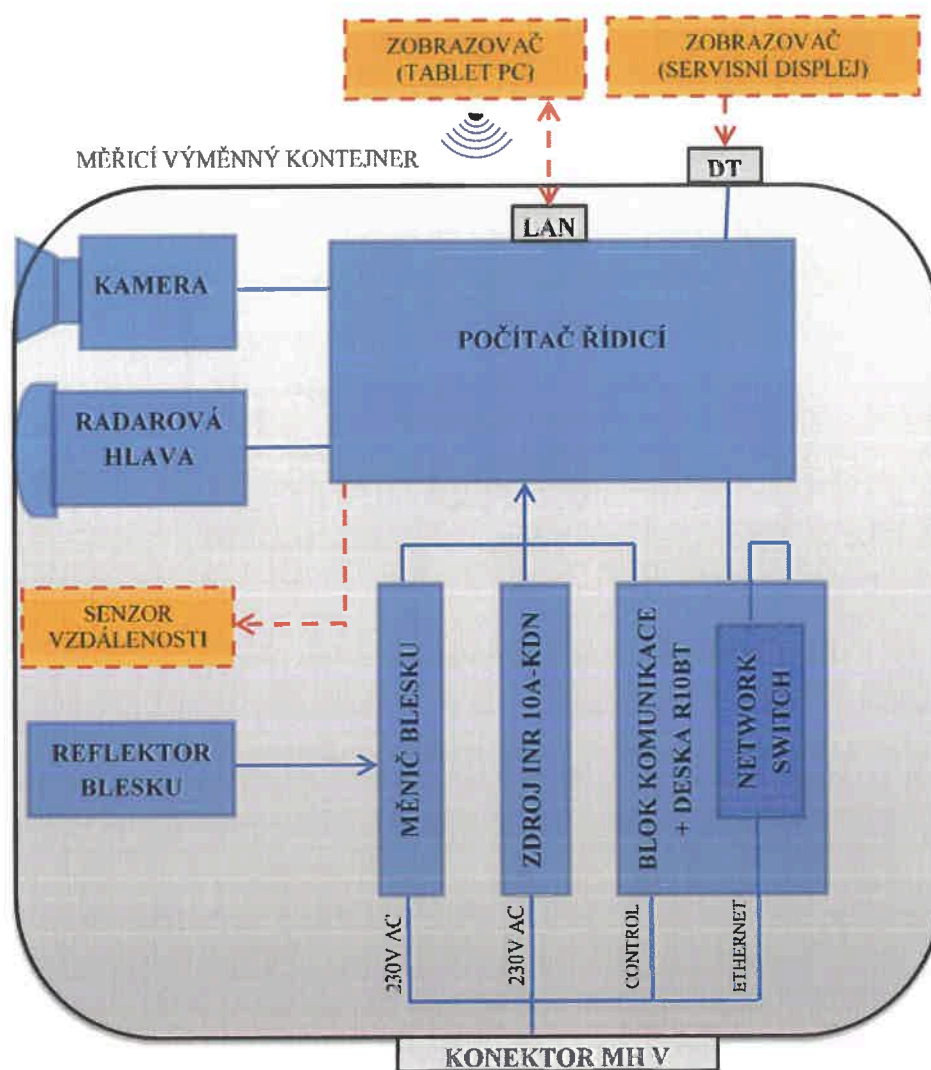 ZOBRAZOVAČ
(TABLET PC)
ZOBRAZOVAČ
(SERVISNÍ DISPLEJ)
MĚŘICÍ VÝMĚNNÝ KONTEJNER
DT
LAN
KAMERA
POČÍTAČ ŘÍDICÍ
RADAROVÁ
HLAVA
SENZOR
VZDÁLENOSTI
REFLEKTOR
BLESKU
MĚNIČ BLESKU
ZDROJ INR 10A-KDN
BLOK KOMUNIKACE
+ DESKA R10BT
NETWORK
SWITCH
230V AC
230V AC
CONTROL
ETHERNET
KONEKTOR MH V